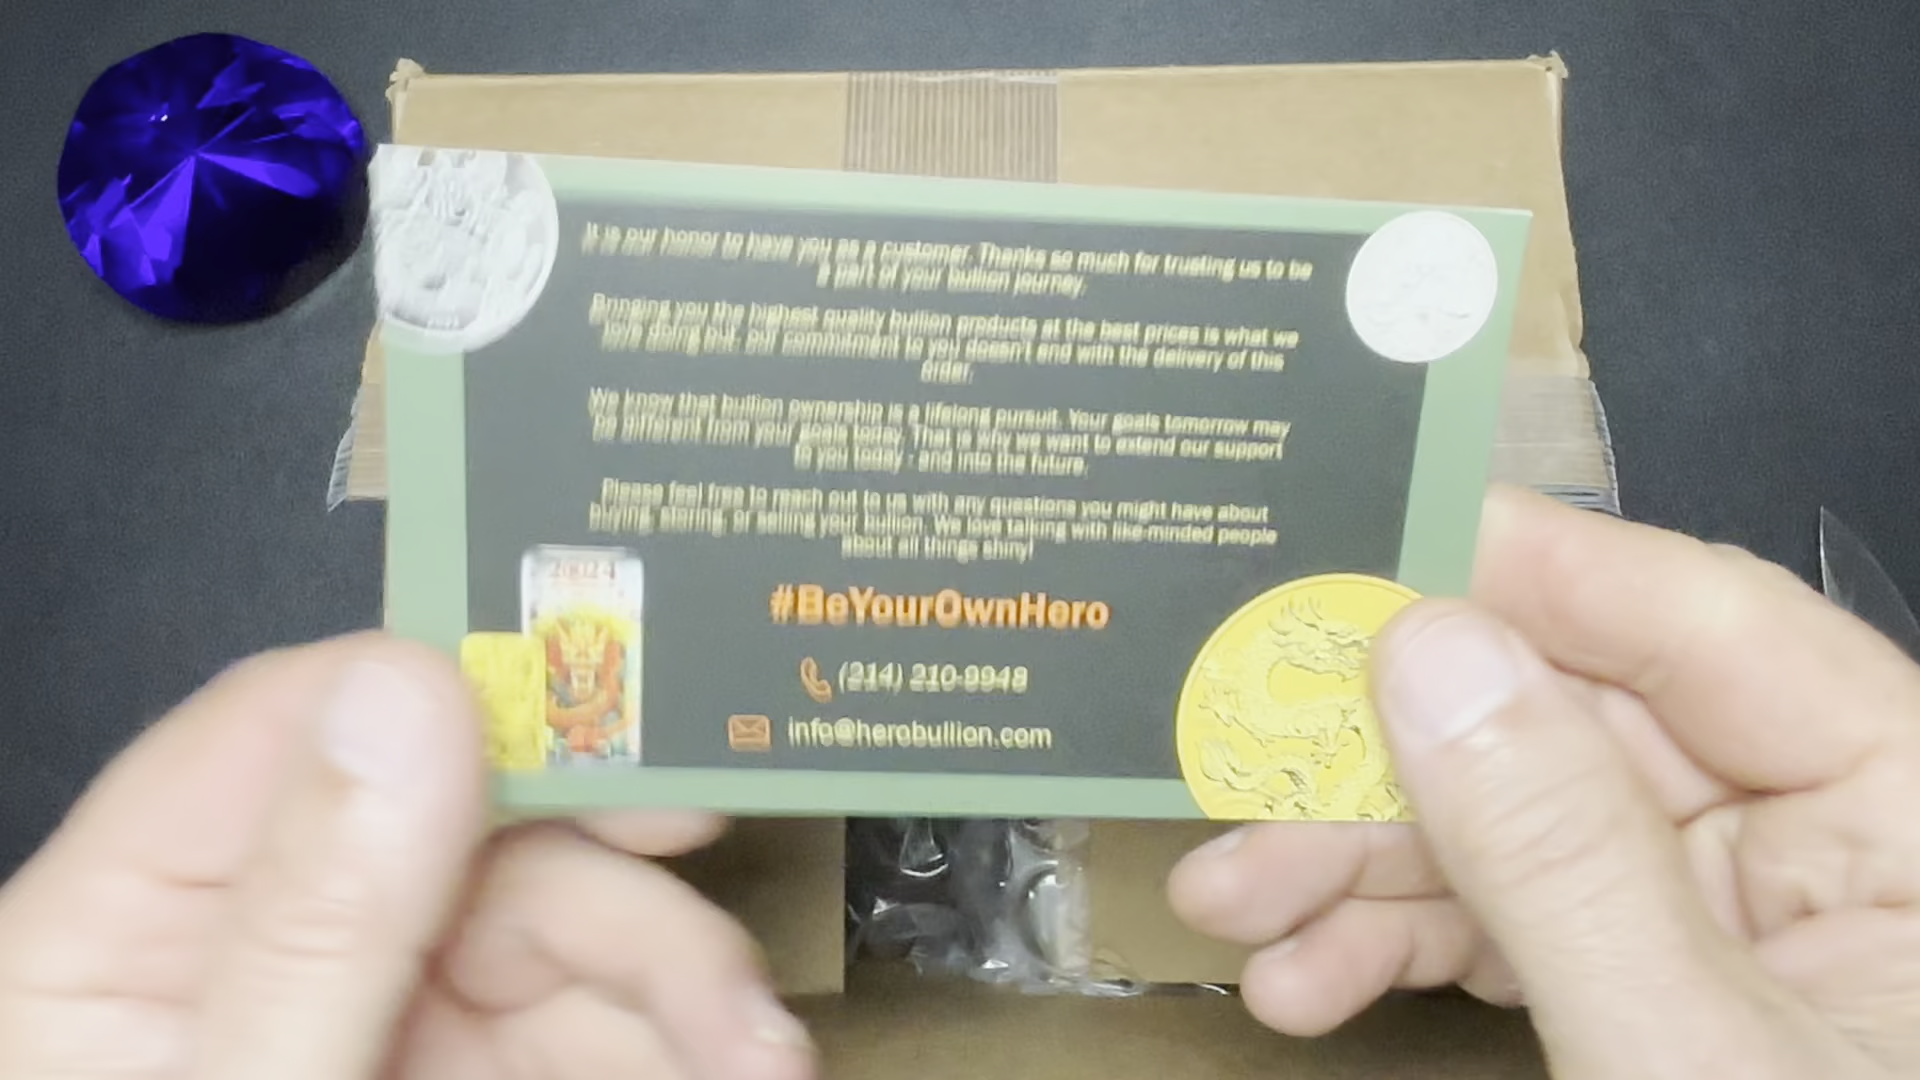 It is our honor to have you as a customer. Thanks so much for trusting us to be
a part of your bullion journey.
Bringing you the highest quality bullion products at the best prices is what we
love doing but, our commitment to you doesn't end with the delivery of this
order.
We know that bullion ownership is a lifelong pursuit. Your goals tomorrow may
be different from your goals today. That is why we want to extend our support
to you today - and into the future.
Please feel free to reach out to us with any questions you might have about
buying, storing, or selling your bullion. We love talking with like-minded people
about all things shiny!
2024
#BeYourOwnHero
(214) 210-9948
info@herobullion.com